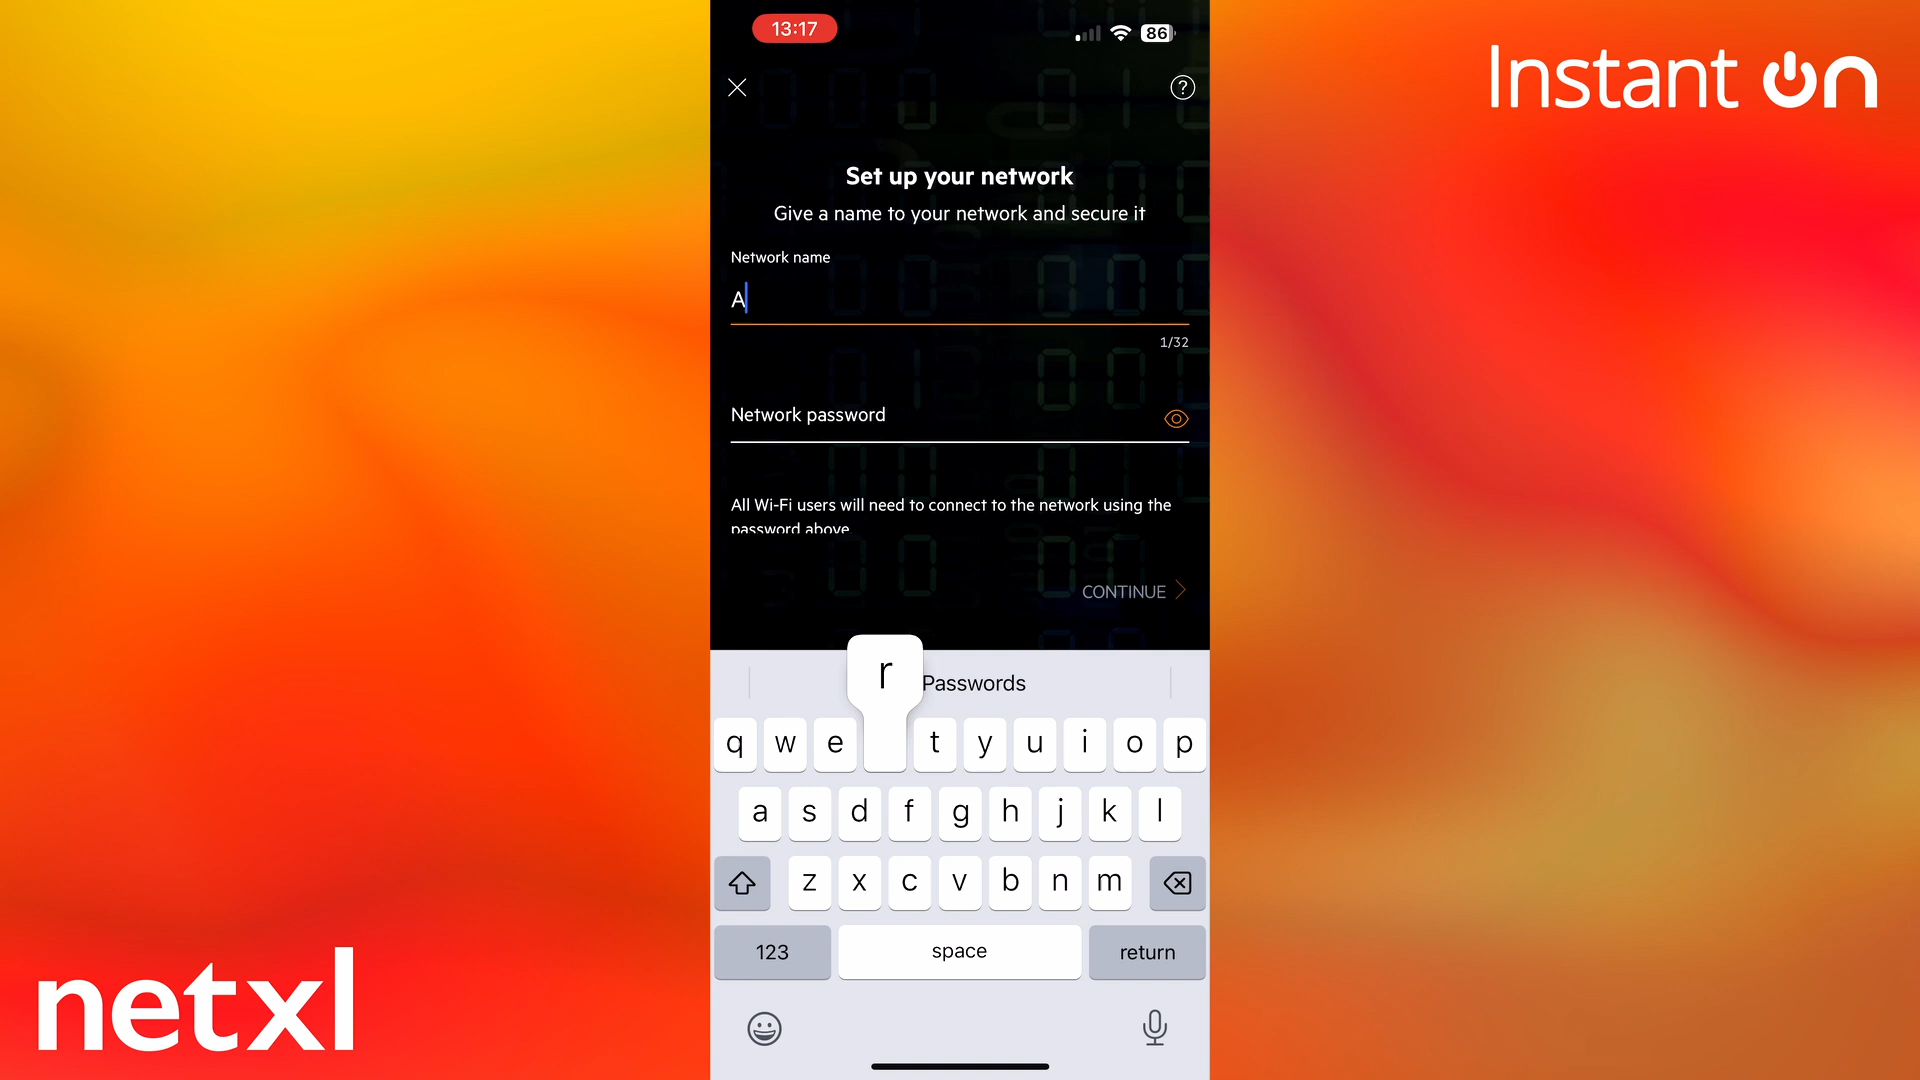 13:17
86
Instant On
?
Set up your network
Give a name to your network and secure it
Network name
A
1/32
Network password
All Wi-Fi users will need to connect to the network using the
password above.
CONTINUE
r
Passwords
q w e t y u i o p
a s d f g h j k l
z x c v b n m
123 space return
netxl